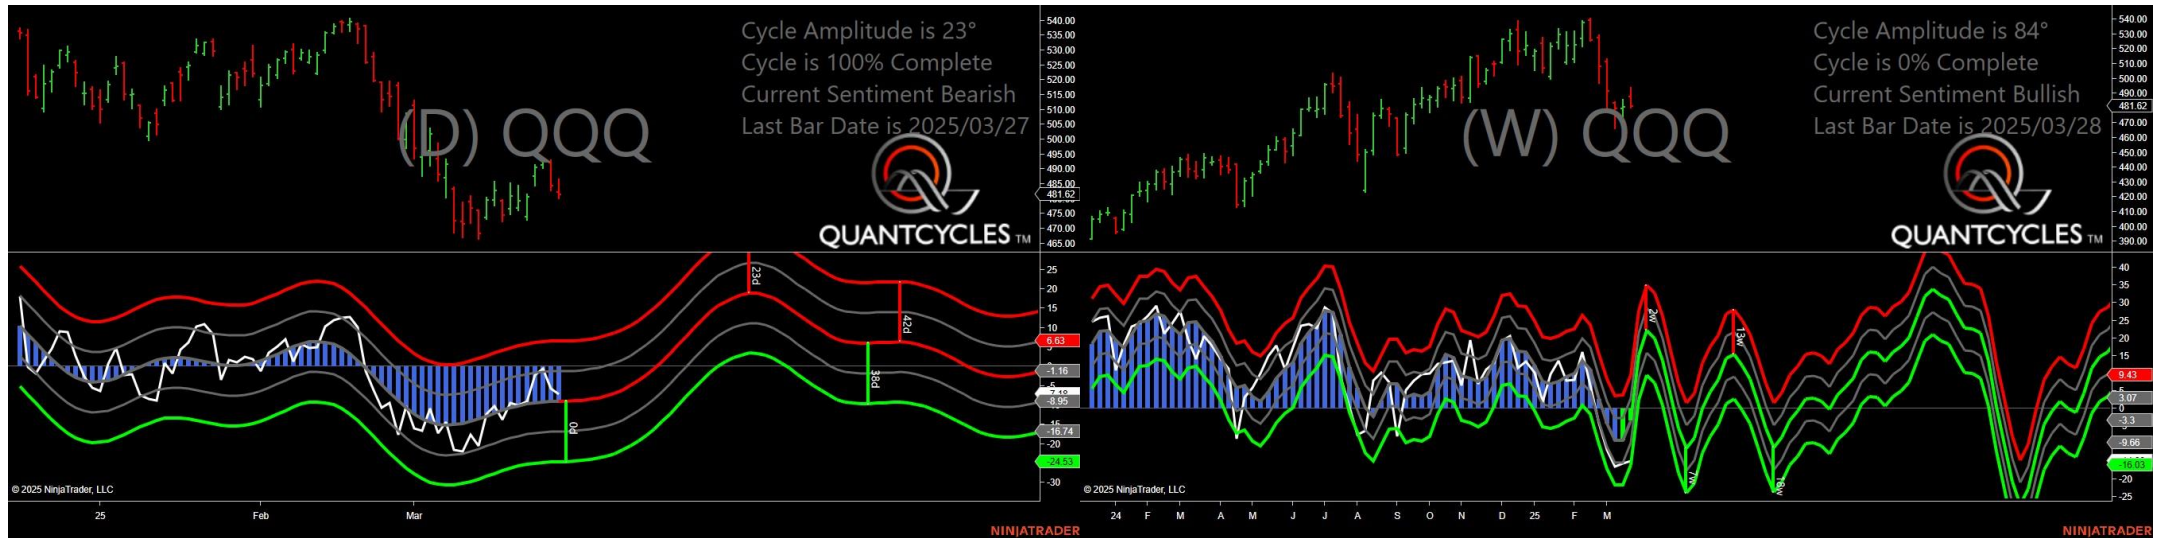 Cycle Amplitude is 23°
Cycle is 100% Complete
Current Sentiment Bearish
Last Bar Date is 2025/03/27
(D) QQQ
QUANTCYCLES TM
540.00
535.00
530.00
525.00
520.00
515.00
510.00
505.00
500.00
495.00
490.00
485.00
481.62
475.00
470.00
465.00
23d
42d
38d
0d
25
20
15
10
6.63
-1.16
-5
-8.95
-16.74
-20
-24.53
-30
© 2025 NinjaTrader, LLC
25 Feb Mar
NINJATRADER
Cycle Amplitude is 84°
Cycle is 0% Complete
Current Sentiment Bullish
Last Bar Date is 2025/03/28
(W) QQQ
QUANTCYCLES TM
540.00
530.00
520.00
510.00
500.00
490.00
481.62
470.00
460.00
450.00
440.00
430.00
420.00
410.00
400.00
390.00
2w
13w
7w
18w
40
35
30
25
20
15
9.43
5
3.07
0
-3.3
-9.66
-16.03
-20
-25
© 2025 NinjaTrader, LLC
24 F M A M J J A S O N D 25 F M
NINJATRADER